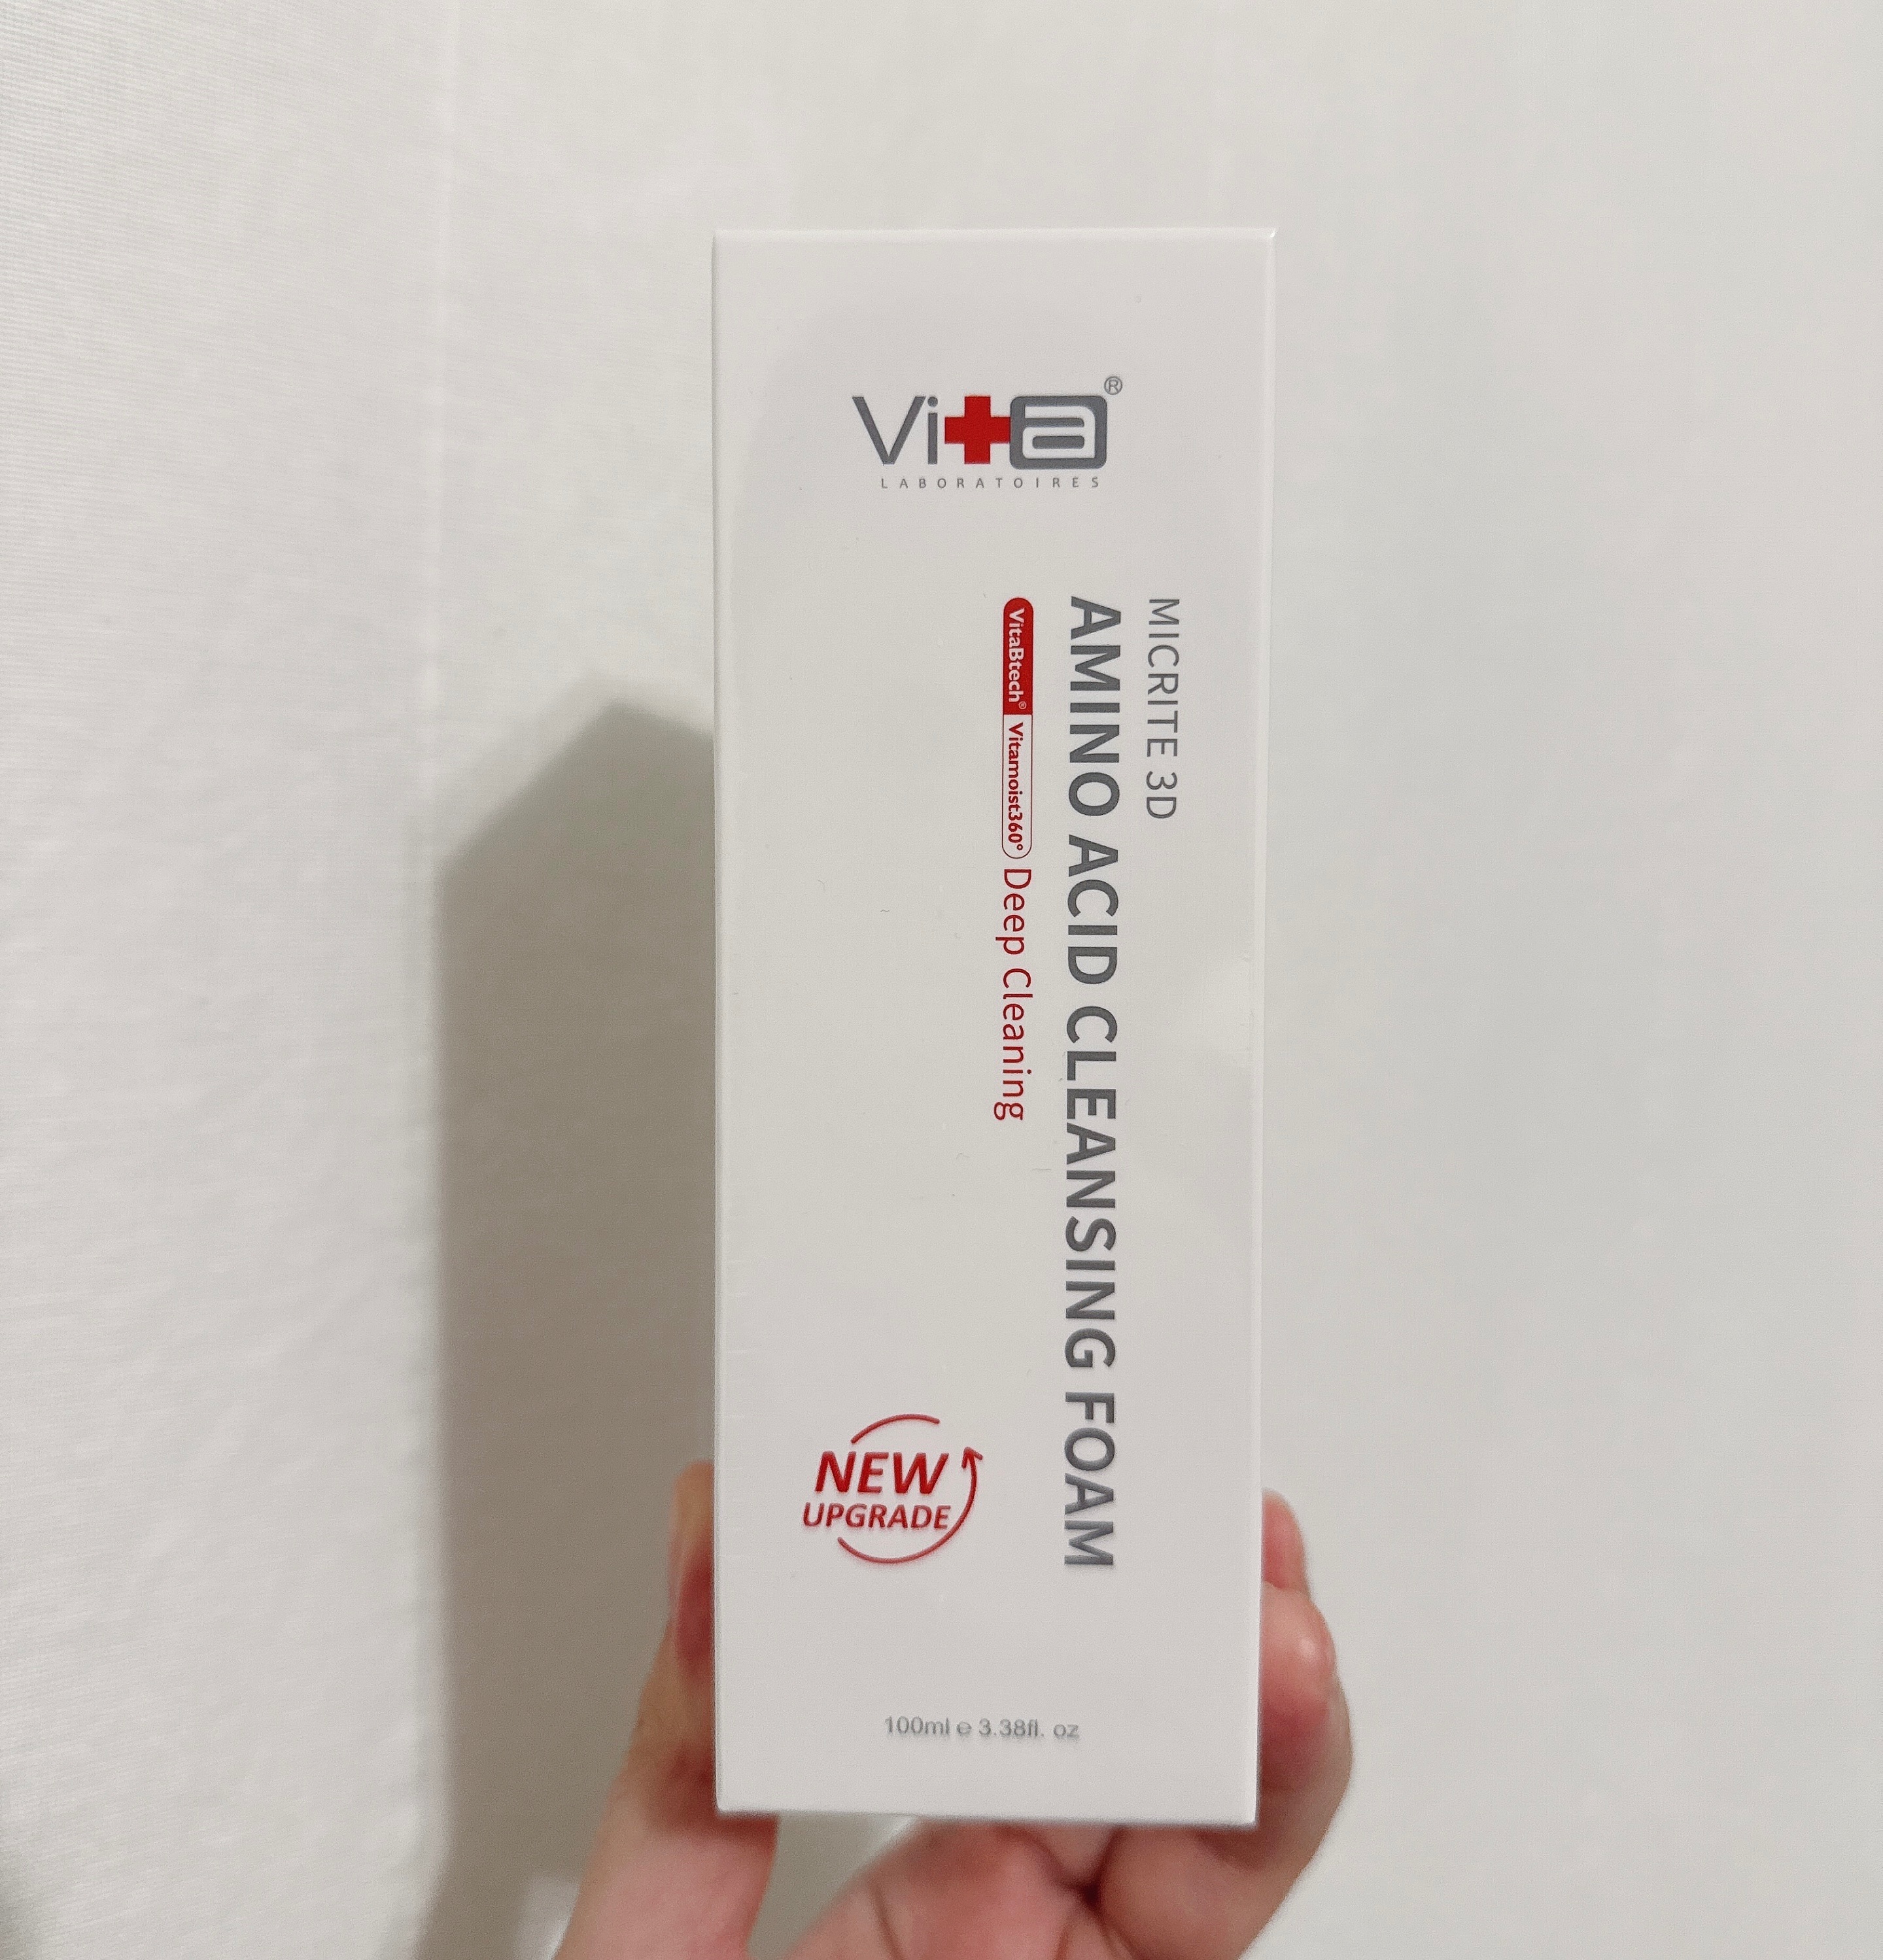 Vita®
LABORATOIRES
MICRITE 3D
AMINO ACID CLEANSING FOAM
VitaBtech® Vitamoist360° Deep Cleaning
NEW
UPGRADE
100ml e 3.38fl. oz